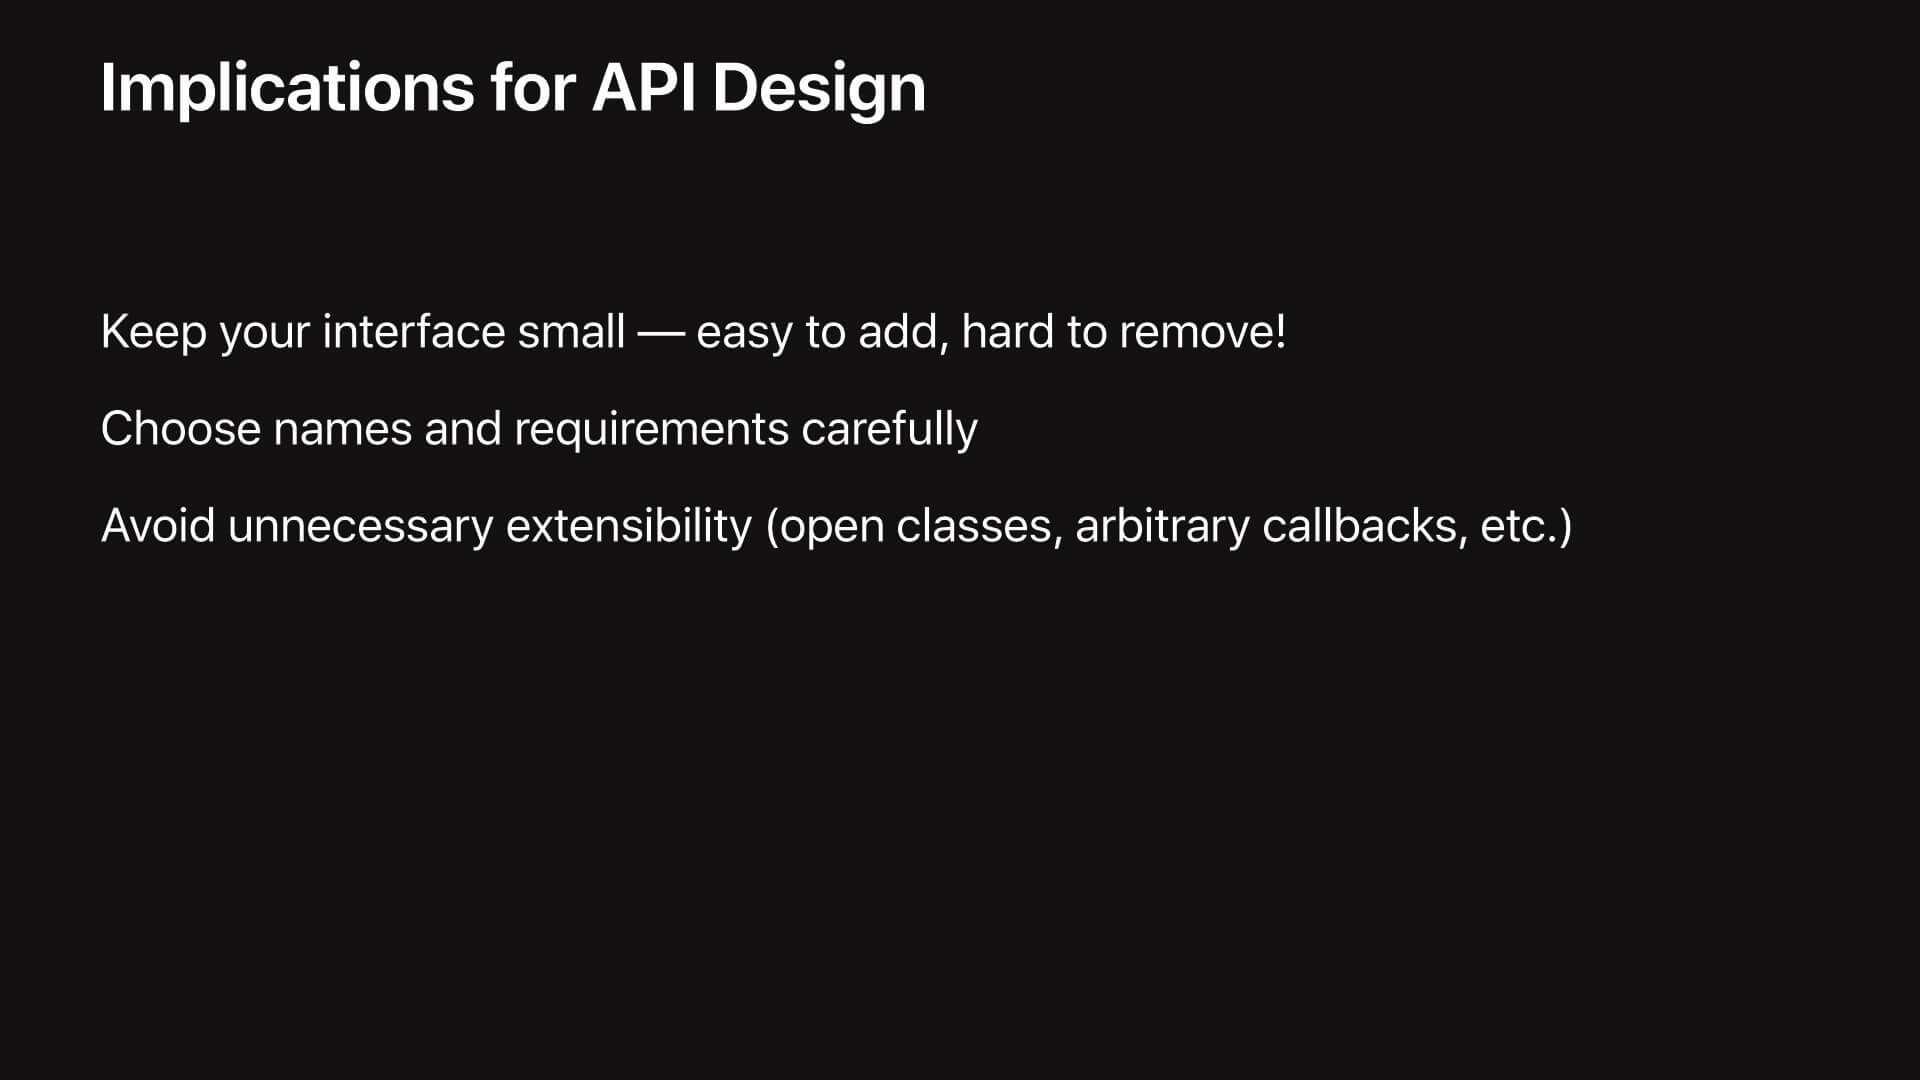 Implications for API Design
Keep your interface small — easy to add, hard to remove!
Choose names and requirements carefully
Avoid unnecessary extensibility (open classes, arbitrary callbacks, etc.)